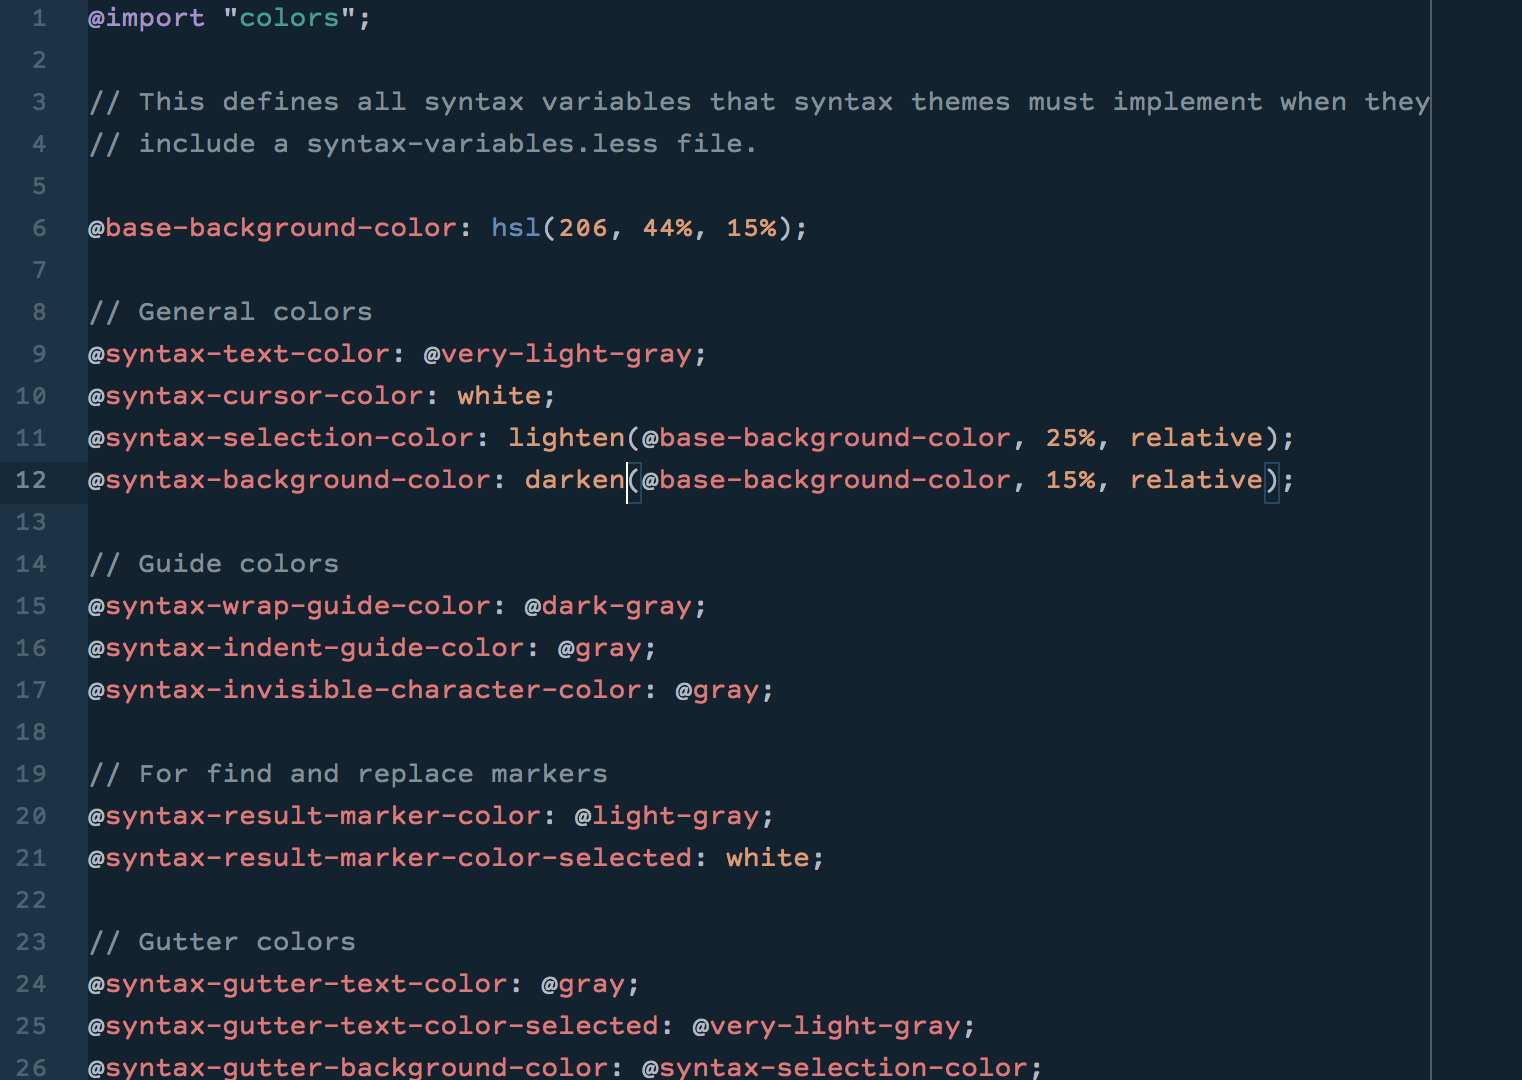 1 @import "colors";
2
3 // This defines all syntax variables that syntax themes must implement when they
4 // include a syntax-variables.less file.
5
6 @base-background-color: hsl(206, 44%, 15%);
7
8 // General colors
9 @syntax-text-color: @very-light-gray;
10 @syntax-cursor-color: white;
11 @syntax-selection-color: lighten(@base-background-color, 25%, relative);
12 @syntax-background-color: darken(@base-background-color, 15%, relative);
13
14 // Guide colors
15 @syntax-wrap-guide-color: @dark-gray;
16 @syntax-indent-guide-color: @gray;
17 @syntax-invisible-character-color: @gray;
18
19 // For find and replace markers
20 @syntax-result-marker-color: @light-gray;
21 @syntax-result-marker-color-selected: white;
22
23 // Gutter colors
24 @syntax-gutter-text-color: @gray;
25 @syntax-gutter-text-color-selected: @very-light-gray;
26 @syntax-gutter-background-color: @syntax-selection-color;